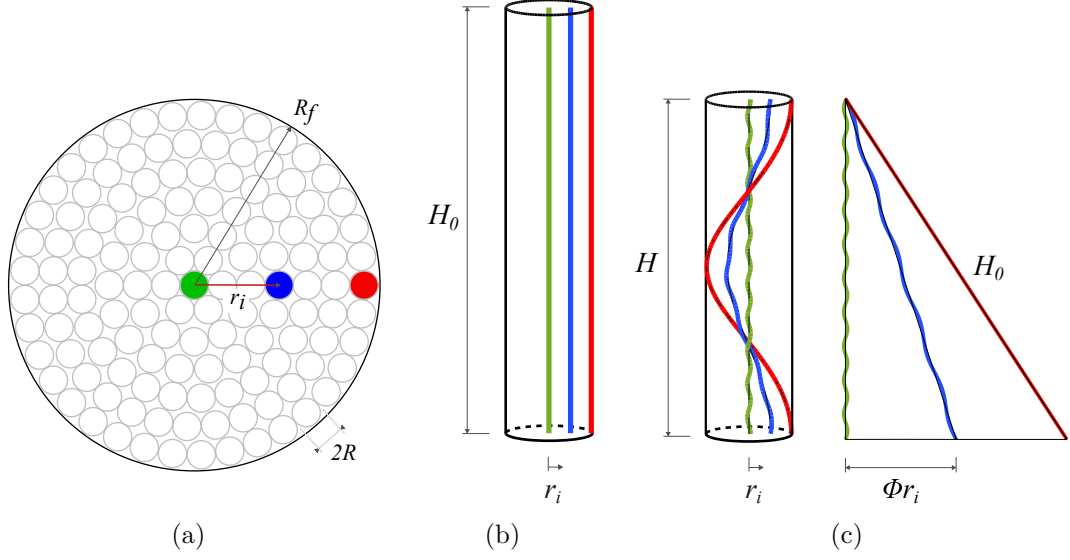 R_f
r_i
2R
(a)
H_0
r_i
(b)
H
r_i
H_0
Φr_i
(c)